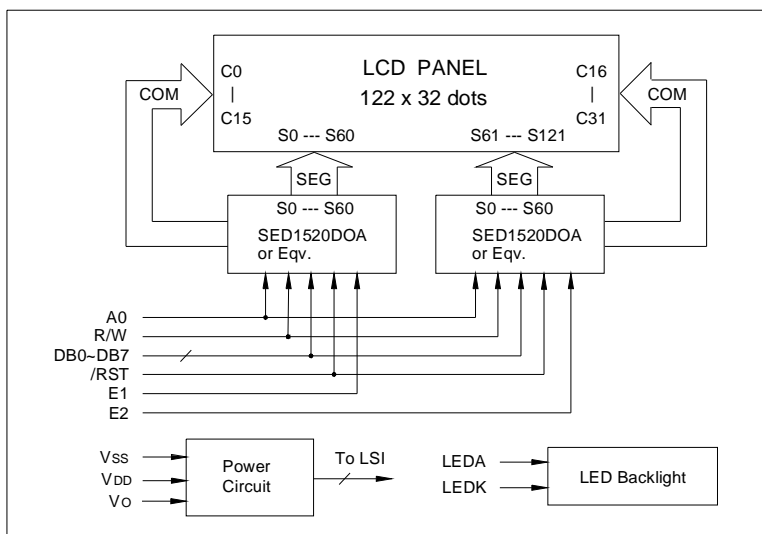 LCD PANEL
122 x 32 dots
C0
|
C15
C16
|
C31
COM
COM
S0 --- S60
S61 --- S121
SEG
SEG
S0 --- S60
SED1520DOA
or Eqv.
S0 --- S60
SED1520DOA
or Eqv.
A0
R/W
DB0~DB7
/RST
E1
E2
VSS
VDD
VO
Power
Circuit
To LSI
LEDA
LEDK
LED Backlight